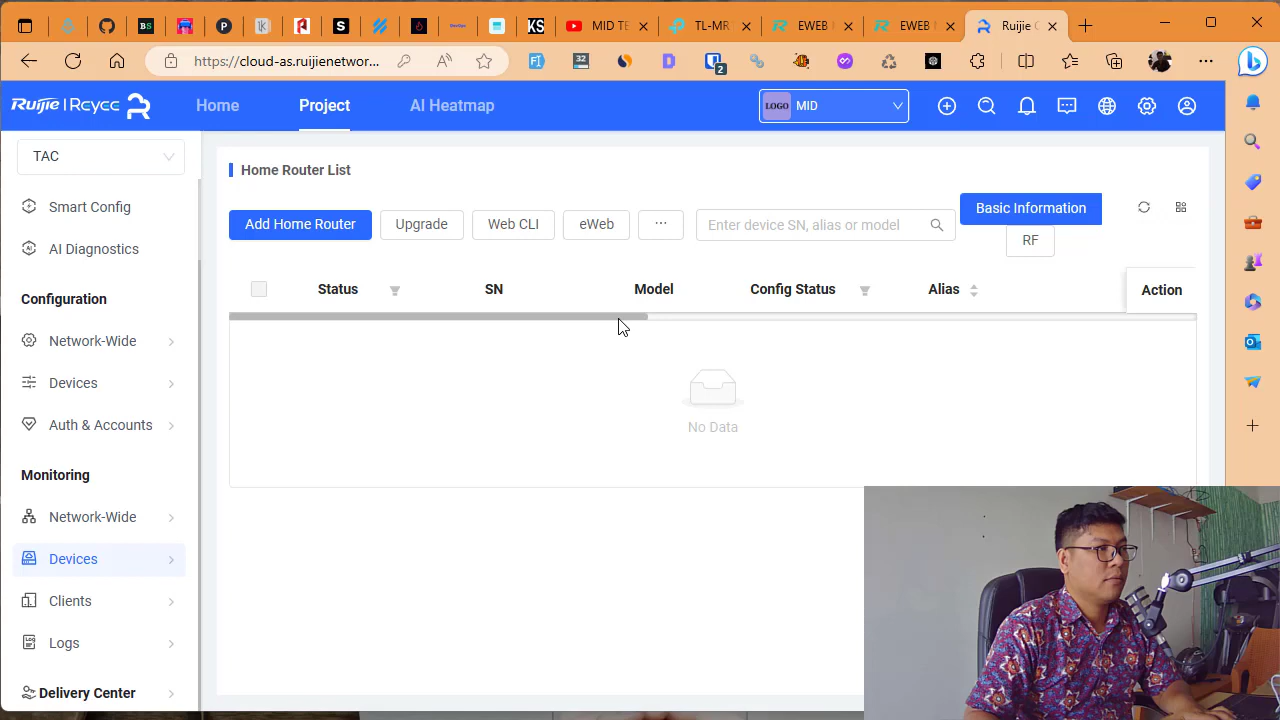 P
S
KS
MID TE
TL-MR
EWEB
EWEB
Ruijie C
https://cloud-as.ruijienetwor...
32
2
Ruijie | Reyee
Home
Project
AI Heatmap
LOGO
MID
TAC
Smart Config
AI Diagnostics
Configuration
Network-Wide
Devices
Auth & Accounts
Monitoring
Network-Wide
Devices
Clients
Logs
Delivery Center
Home Router List
Add Home Router
Upgrade
Web CLI
eWeb
...
Enter device SN, alias or model
Basic Information
RF
Status
SN
Model
Config Status
Alias
Action
No Data